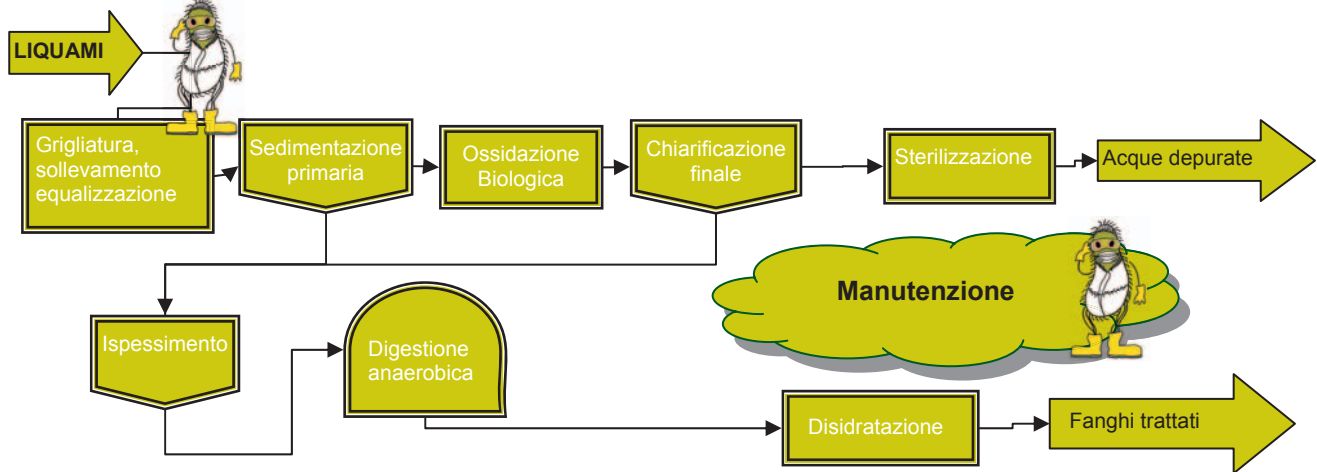 LIQUAMI
Grigliatura,
sollevamento
equalizzazione
Sedimentazione
primaria
Ossidazione
Biologica
Chiarificazione
finale
Sterilizzazione
Acque depurate
Manutenzione
Ispessimento
Digestione
anaerobica
Disidratazione
Fanghi trattati